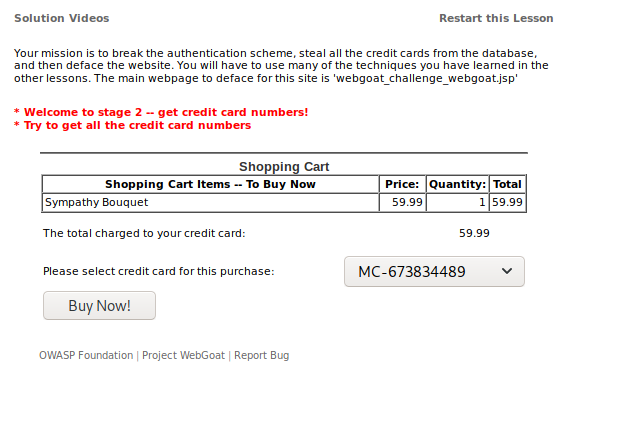 Solution Videos Restart this Lesson
Your mission is to break the authentication scheme, steal all the credit cards from the database,
and then deface the website. You will have to use many of the techniques you have learned in the
other lessons. The main webpage to deface for this site is 'webgoat_challenge_webgoat.jsp'
* Welcome to stage 2 -- get credit card numbers!
* Try to get all the credit card numbers
Shopping Cart
Shopping Cart Items -- To Buy Now Price: Quantity: Total
Sympathy Bouquet 59.99 1 59.99
The total charged to your credit card: 59.99
Please select credit card for this purchase: MC-673834489
Buy Now!
OWASP Foundation | Project WebGoat | Report Bug